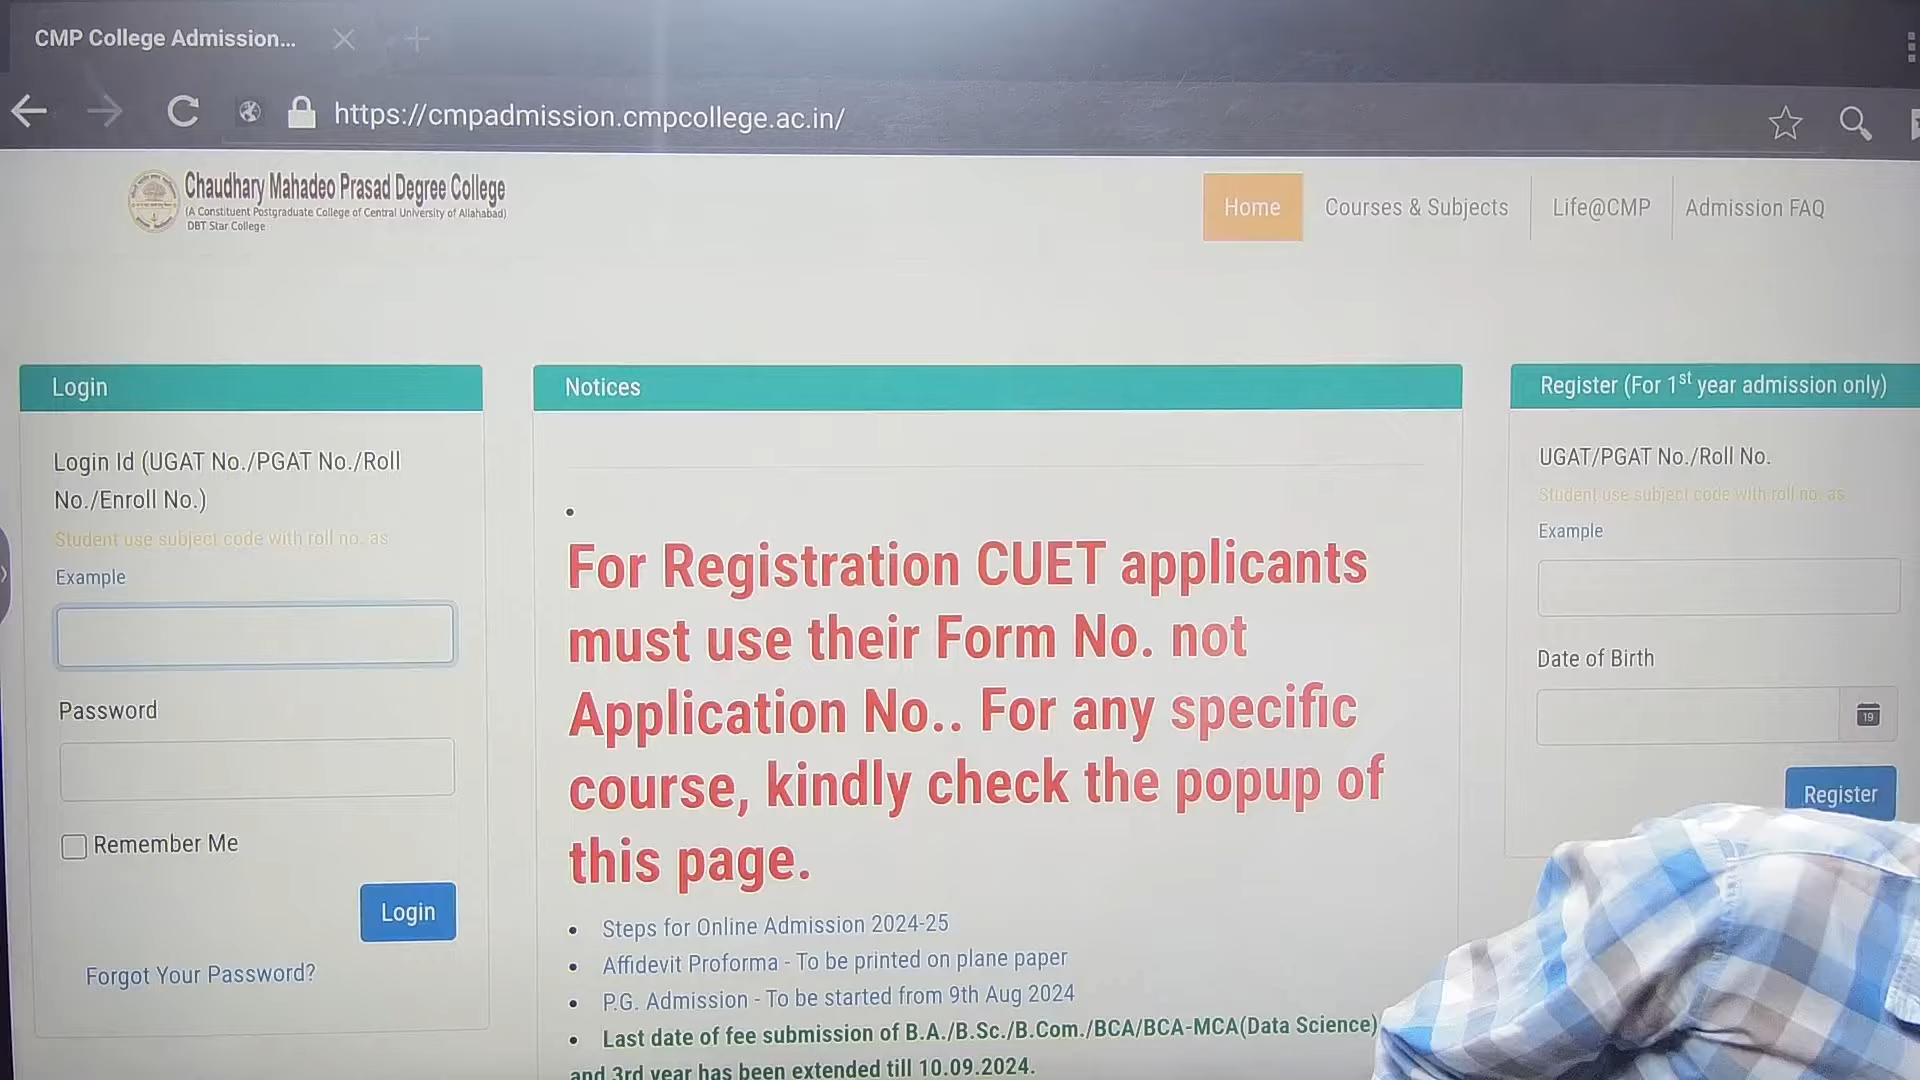 CMP College Admission...
https://cmpadmission.cmpcollege.ac.in/
Chaudhary Mahadeo Prasad Degree College
(A Constituent Postgraduate College of Central University of Allahabad)
DBT Star College
Home
Courses & Subjects
Life@CMP
Admission FAQ
Login
Login Id (UGAT No./PGAT No./Roll
No./Enroll No.)
Student use subject code with roll no. as
Example
Password
Remember Me
Login
Forgot Your Password?
Notices
For Registration CUET applicants
must use their Form No. not
Application No.. For any specific
course, kindly check the popup of
this page.
Steps for Online Admission 2024-25
Affidevit Proforma - To be printed on plane paper
P.G. Admission - To be started from 9th Aug 2024
Last date of fee submission of B.A./B.Sc./B.Com./BCA/BCA-MCA(Data Science)
and 3rd year has been extended till 10.09.2024.
Register (For 1st year admission only)
UGAT/PGAT No./Roll No.
Student use subject code with roll no. as
Example
Date of Birth
19
Register